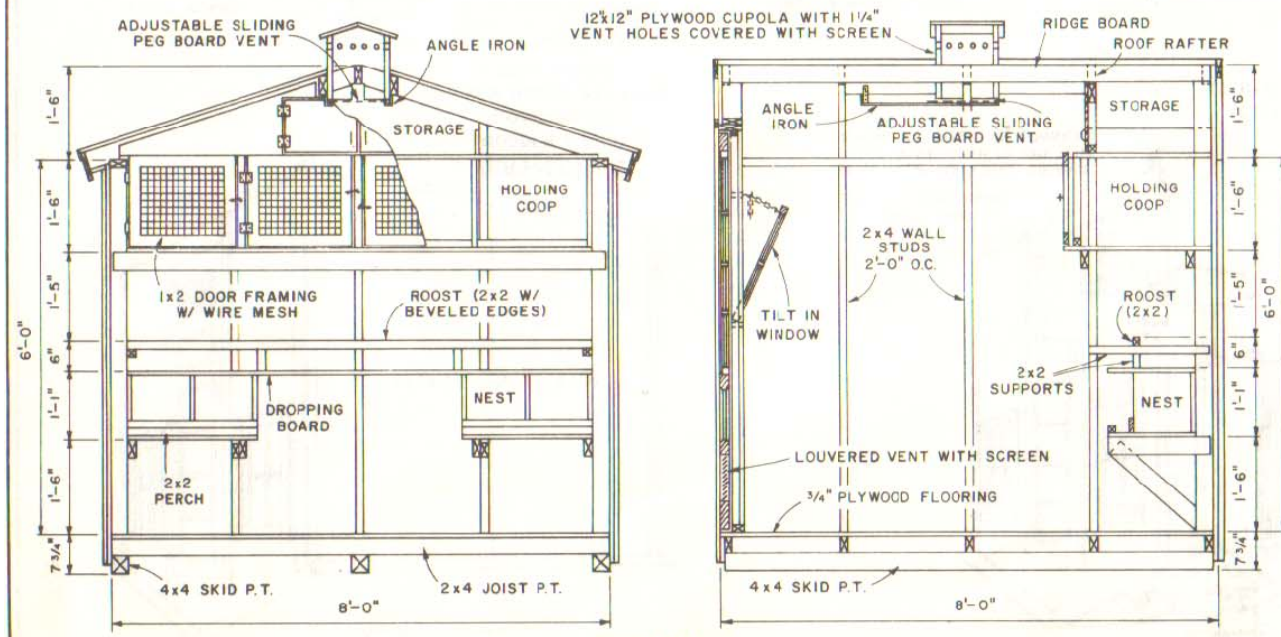 ADJUSTABLE SLIDING
PEG BOARD VENT
ANGLE IRON
STORAGE
HOLDING
COOP
1x2 DOOR FRAMING
W/ WIRE MESH
ROOST (2x2 W/
BEVELED EDGES)
DROPPING
BOARD
NEST
2x2
PERCH
4x4 SKID P.T.
2x4 JOIST P.T.
8'-0"
1'-6"
1'-6"
1'-5"
6"
1'-1"
1'-6"
7 3/4"
6'-0"
12"x12" PLYWOOD CUPOLA WITH 1 1/4"
VENT HOLES COVERED WITH SCREEN
RIDGE BOARD
ROOF RAFTER
ANGLE
IRON
ADJUSTABLE SLIDING
PEG BOARD VENT
STORAGE
HOLDING
COOP
2x4 WALL
STUDS
2'-0" O.C.
TILT IN
WINDOW
ROOST
(2x2)
2x2
SUPPORTS
NEST
LOUVERED VENT WITH SCREEN
3/4" PLYWOOD FLOORING
4x4 SKID P.T.
8'-0"
1'-6"
1'-6"
1'-5"
6"
1'-1"
1'-6"
7 3/4"
6'-0"